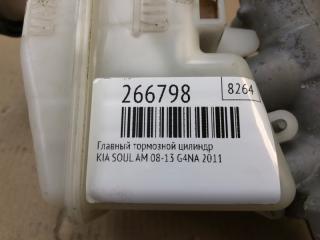 266798
8264
Главный тормозной цилиндр
KIA SOUL AM 08-13 G4NA 2011